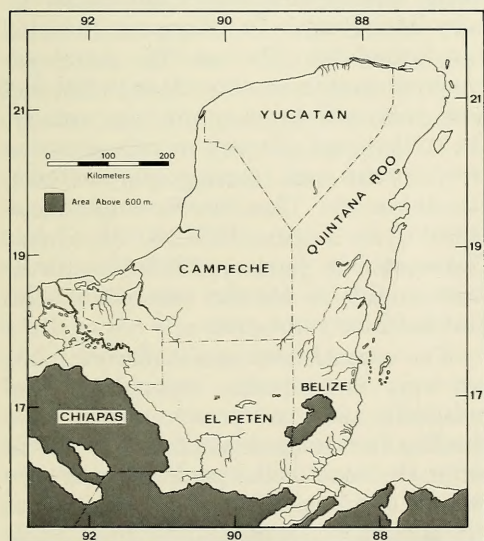 92 90 88
21 21
YUCATAN
0 100 200
Kilometers
Area Above 600 m.
QUINTANA ROO
19 19
CAMPECHE
BELIZE
17 17
CHIAPAS
EL PETEN
92 90 88